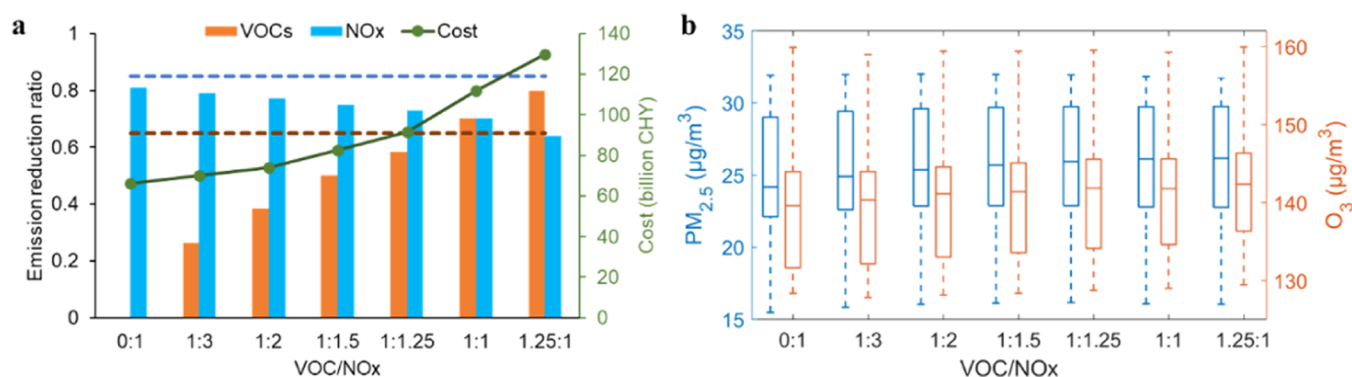 a
VOCs NOx Cost
Emission reduction ratio
1
0.8
0.6
0.4
0.2
0
140
120
100
80
60
40
20
0
Cost (billion CHY)
0:1 1:3 1:2 1:1.5 1:1.25 1:1 1.25:1
VOC/NOx
b
PM2.5 (μg/m3)
35
30
25
20
15
160
150
140
130
O3 (μg/m3)
0:1 1:3 1:2 1:1.5 1:1.25 1:1 1.25:1
VOC/NOx